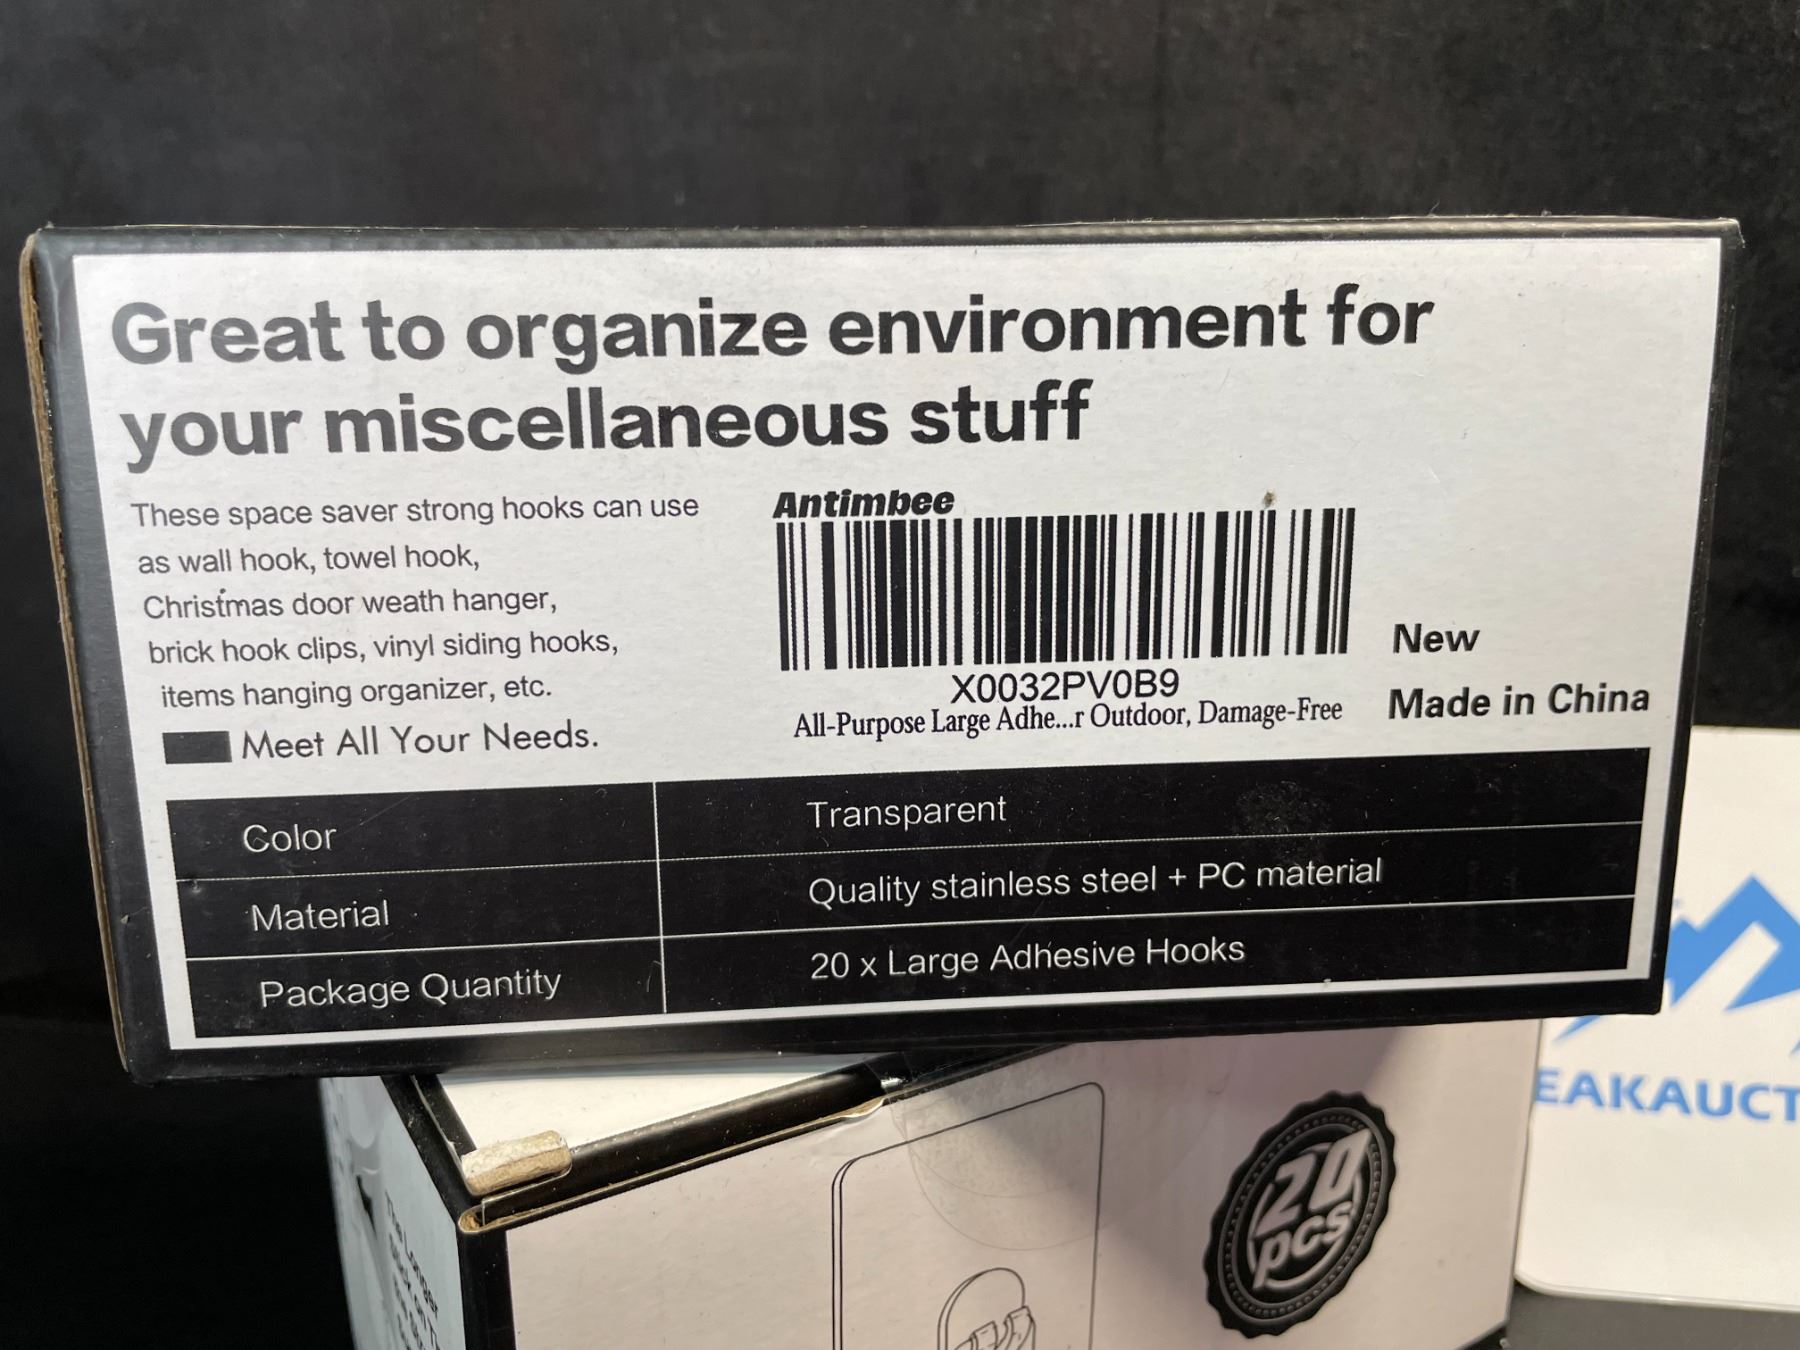 Great to organize environment for
your miscellaneous stuff
These space saver strong hooks can use
as wall hook, towel hook,
Christmas door weath hanger,
brick hook clips, vinyl siding hooks,
items hanging organizer, etc.
Meet All Your Needs.
Antimbee
X0032PV0B9
All-Purpose Large Adhe...r Outdoor, Damage-Free
New
Made in China
Color Transparent
Material Quality stainless steel + PC material
Package Quantity 20 x Large Adhesive Hooks
EAKAUCT
20
pcs
The Longer